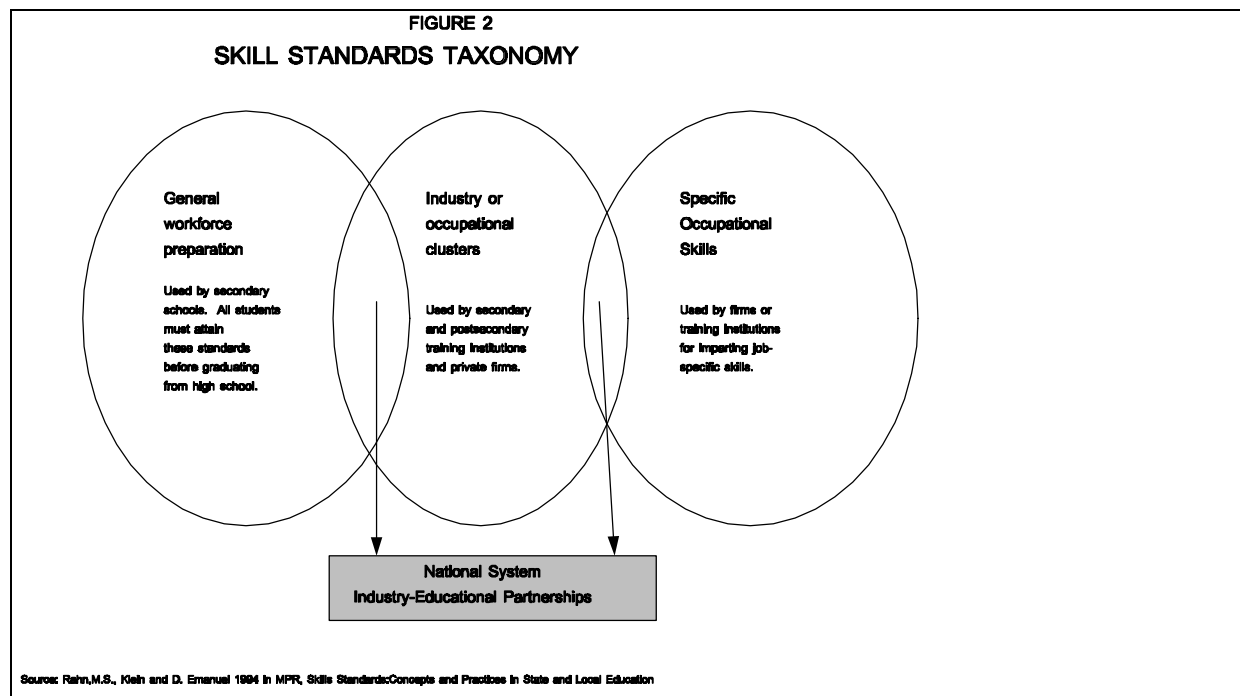 FIGURE 2
SKILL STANDARDS TAXONOMY
General
workforce
preparation
Used by secondary
schools. All students
must attain
these standards
before graduating
from high school.
Industry or
occupational
clusters
Used by secondary
and postsecondary
training institutions
and private firms.
Specific
Occupational
Skills
Used by firms or
training institutions
for imparting job-
specific skills.
National System
Industry-Educational Partnerships
Source: Rahn,M.S., Klein and D. Emanuel 1994 in MPR, Skills Standards:Concepts and Practices in State and Local Education